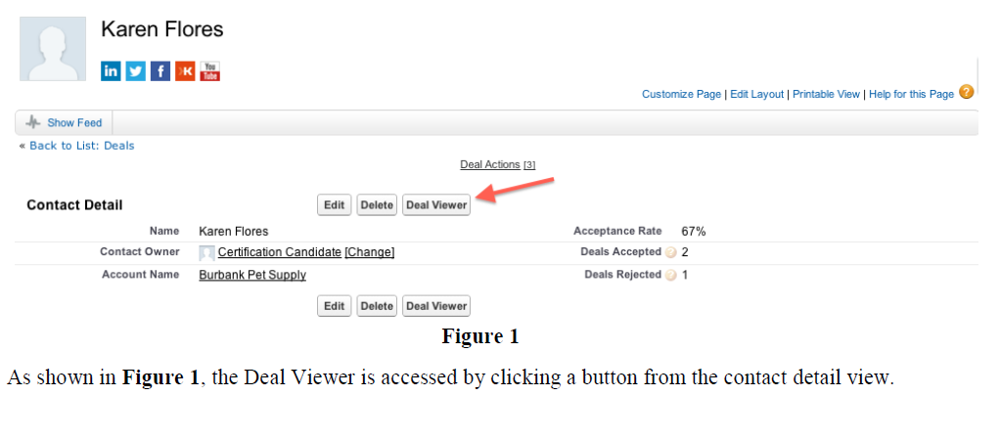 Karen Flores
in f K You Tube
Customize Page | Edit Layout | Printable View | Help for this Page ?
Show Feed
« Back to List: Deals
Deal Actions [3]
Contact Detail Edit Delete Deal Viewer
Name Karen Flores Acceptance Rate 67%
Contact Owner Certification Candidate [Change] Deals Accepted ? 2
Account Name Burbank Pet Supply Deals Rejected ? 1
Edit Delete Deal Viewer
Figure 1
As shown in Figure 1, the Deal Viewer is accessed by clicking a button from the contact detail view.